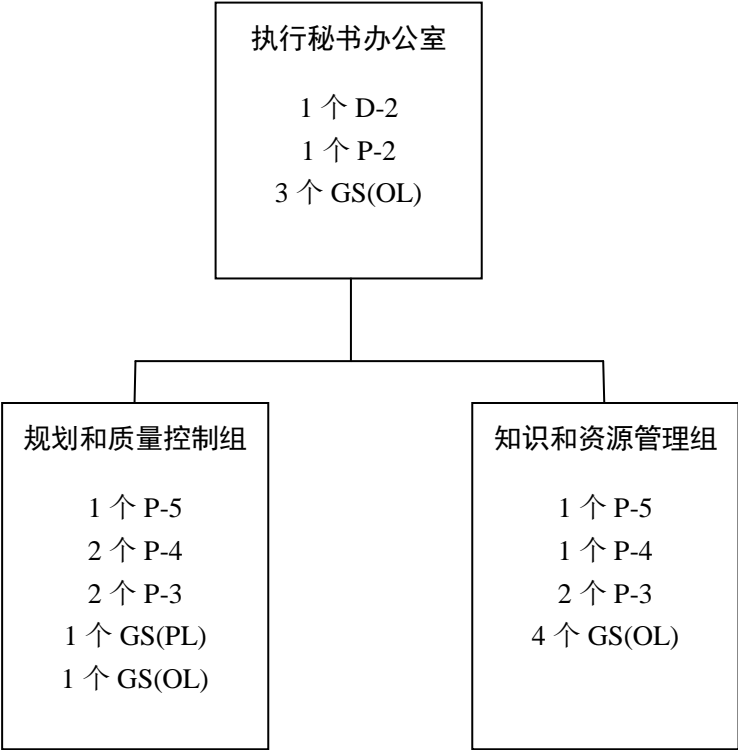 执行秘书办公室
1 个 D-2
1 个 P-2
3 个 GS(OL)
规划和质量控制组
1 个 P-5
2 个 P-4
2 个 P-3
1 个 GS(PL)
1 个 GS(OL)
知识和资源管理组
1 个 P-5
1 个 P-4
2 个 P-3
4 个 GS(OL)